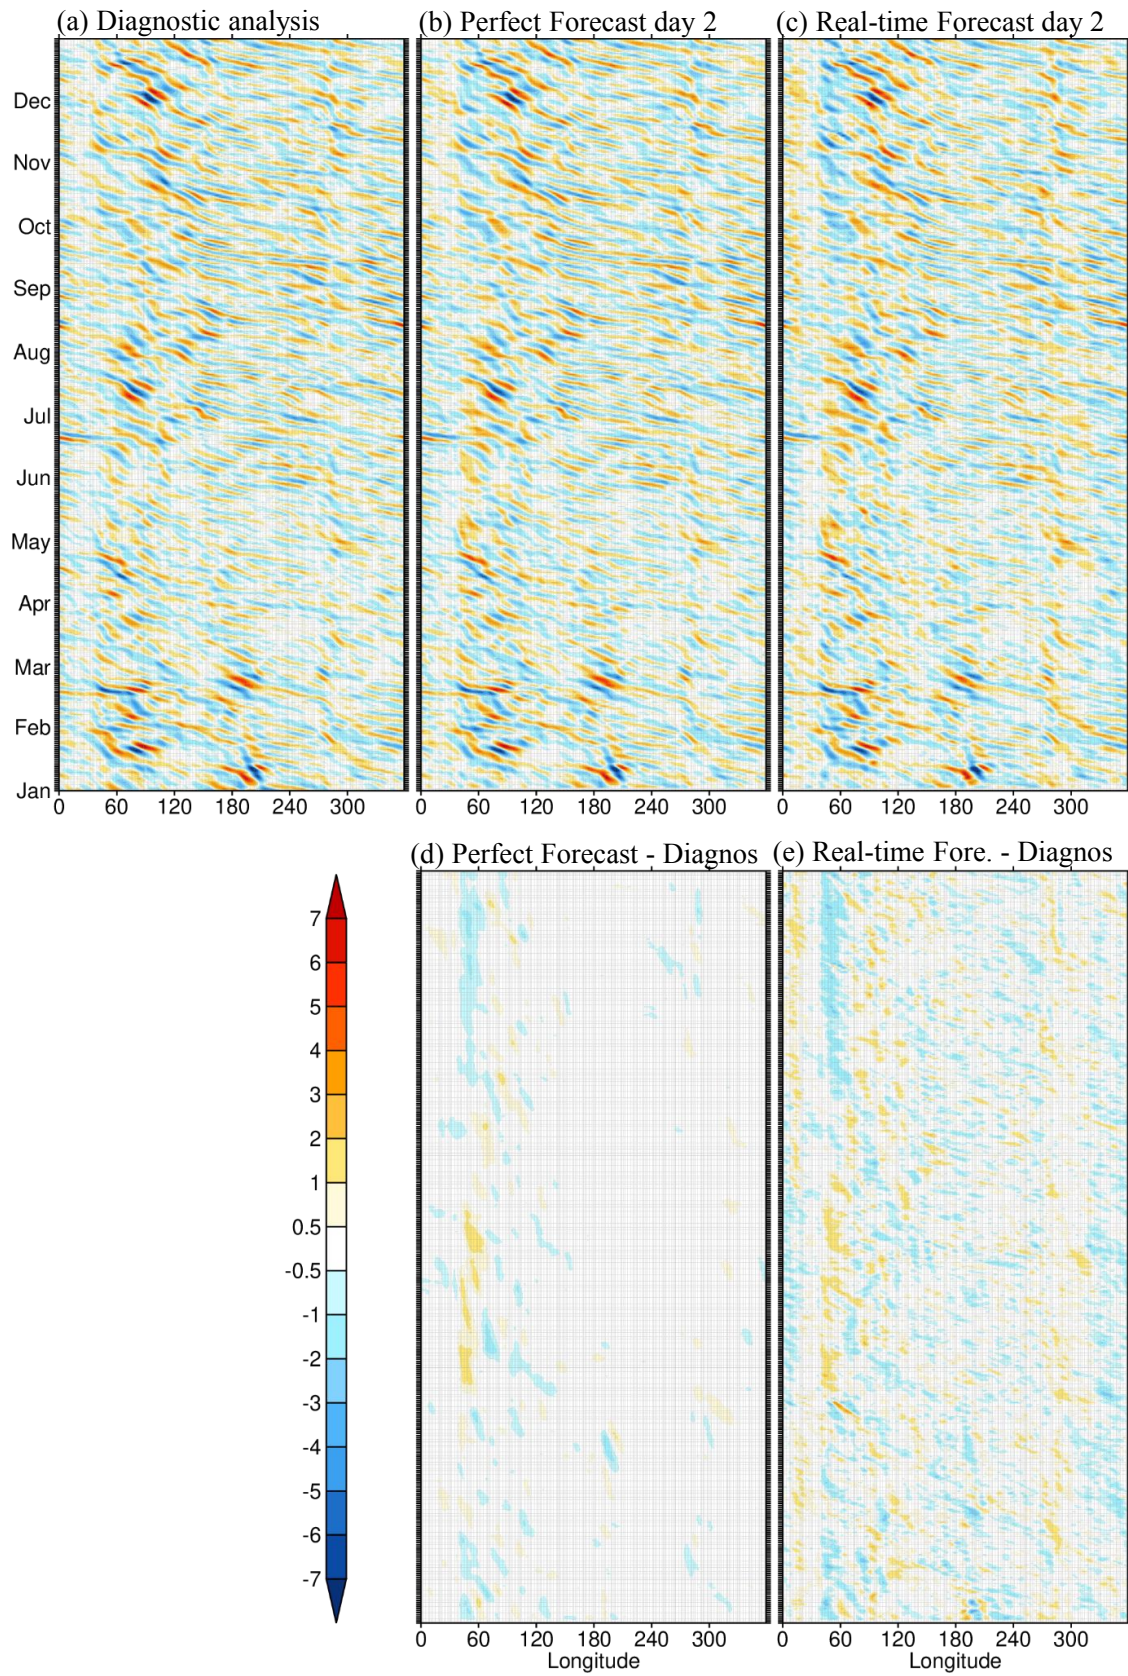 (a) Diagnostic analysis (b) Perfect Forecast day 2 (c) Real-time Forecast day 2
Dec
Nov
Oct
Sep
Aug
Jul
Jun
May
Apr
Mar
Feb
Jan
0 60 120 180 240 300 0 60 120 180 240 300 0 60 120 180 240 300
(d) Perfect Forecast - Diagnos (e) Real-time Fore. - Diagnos
7
6
5
4
3
2
1
0.5
-0.5
-1
-2
-3
-4
-5
-6
-7
0 60 120 180 240 300 0 60 120 180 240 300
Longitude Longitude